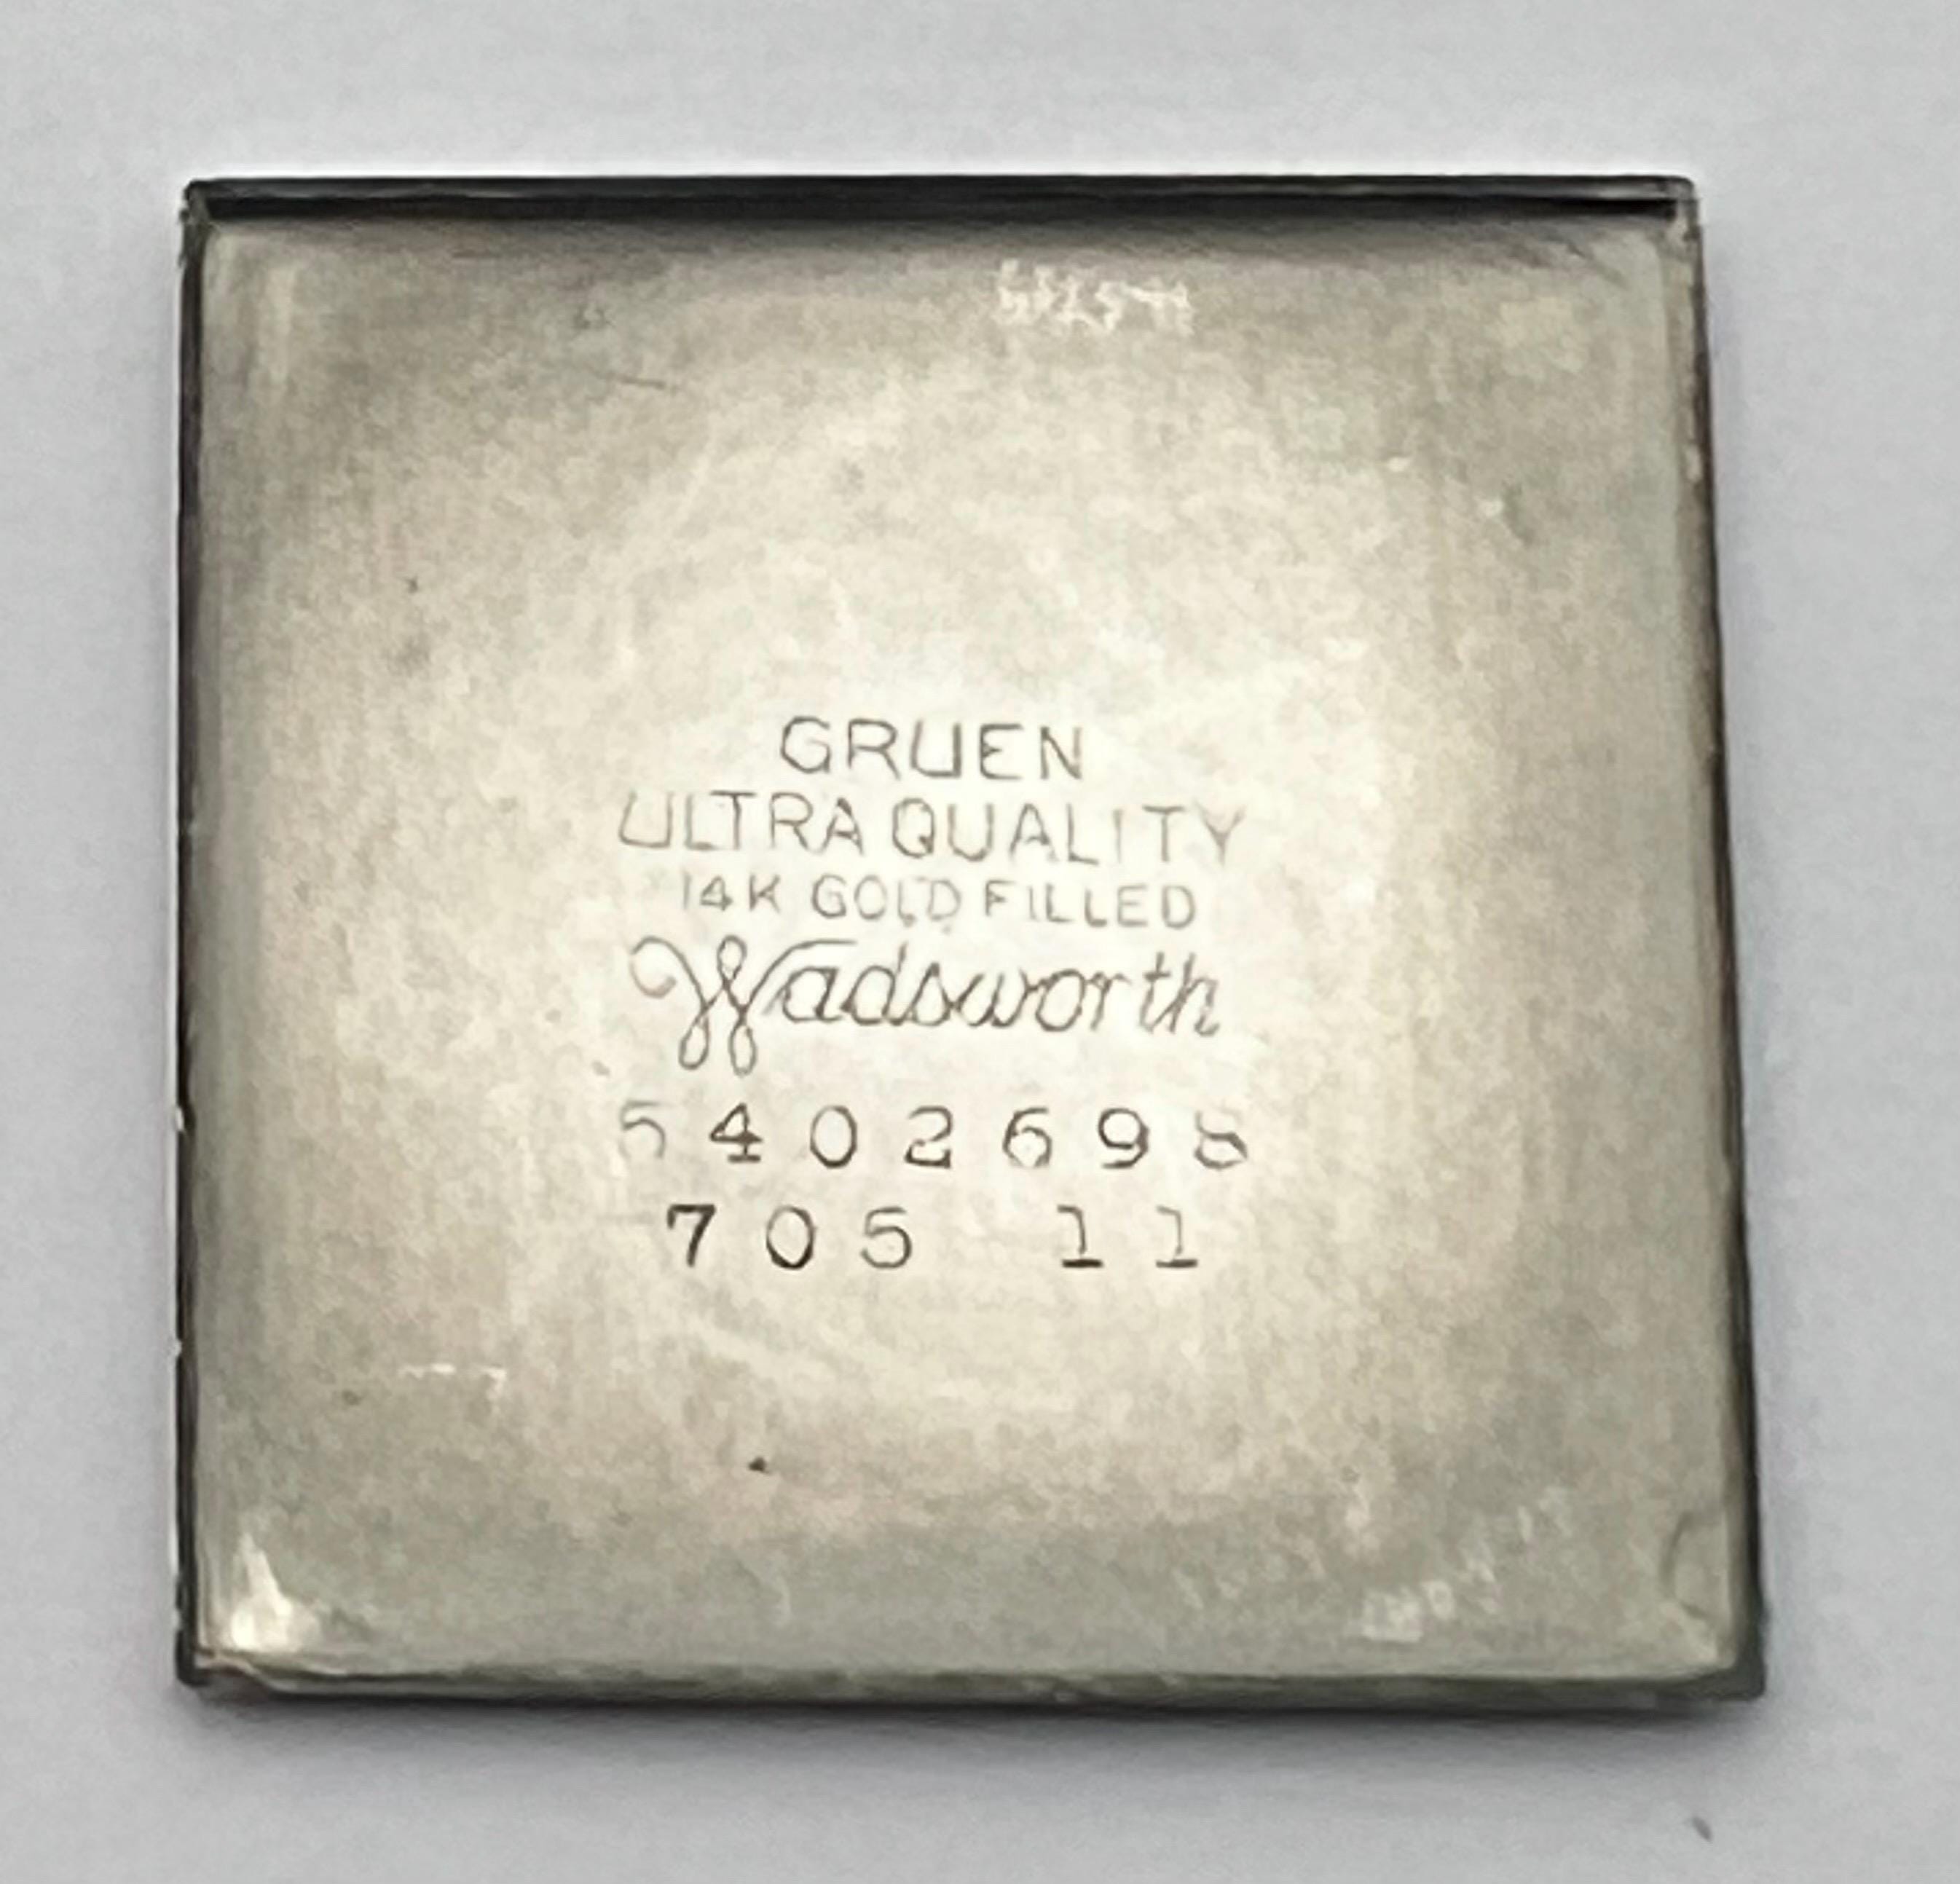 GRUEN
ULTRA QUALITY
14K GOLD FILLED
Wadsworth
5402698
705 11